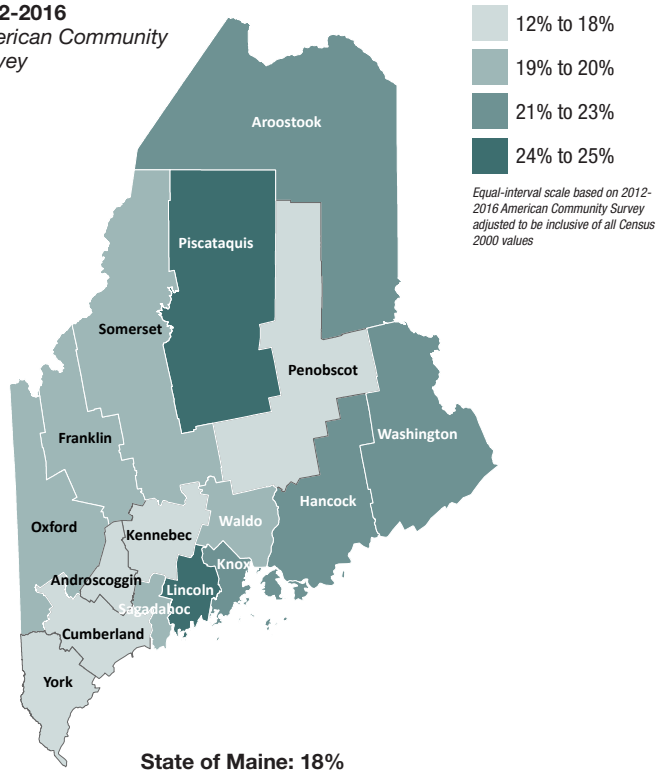 2-2016
erican Community
vey
12% to 18%
19% to 20%
21% to 23%
24% to 25%
Equal-interval scale based on 2012-
2016 American Community Survey
adjusted to be inclusive of all Census
2000 values
Aroostook
Piscataquis
Somerset
Penobscot
Franklin
Washington
Hancock
Oxford
Waldo
Kennebec
Knox
Androscoggin
Lincoln
Sagadahoc
Cumberland
York
State of Maine: 18%